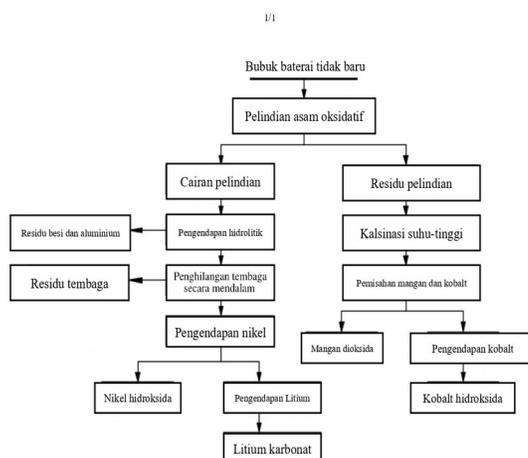 1/1
Bubuk baterai tidak baru
Pelindian asam oksidatif
Cairan pelindian
Residu pelindian
Residu besi dan aluminium
Pengendapan hidrolitik
Kalsinasi suhu-tinggi
Residu tembaga
Penghilangan tembaga
secara mendalam
Pemisahan mangan dan kobalt
Pengendapan nikel
Mangan dioksida
Pengendapan kobalt
Nikel hidroksida
Pengendapan Litium
Kobalt hidroksida
Litium karbonat